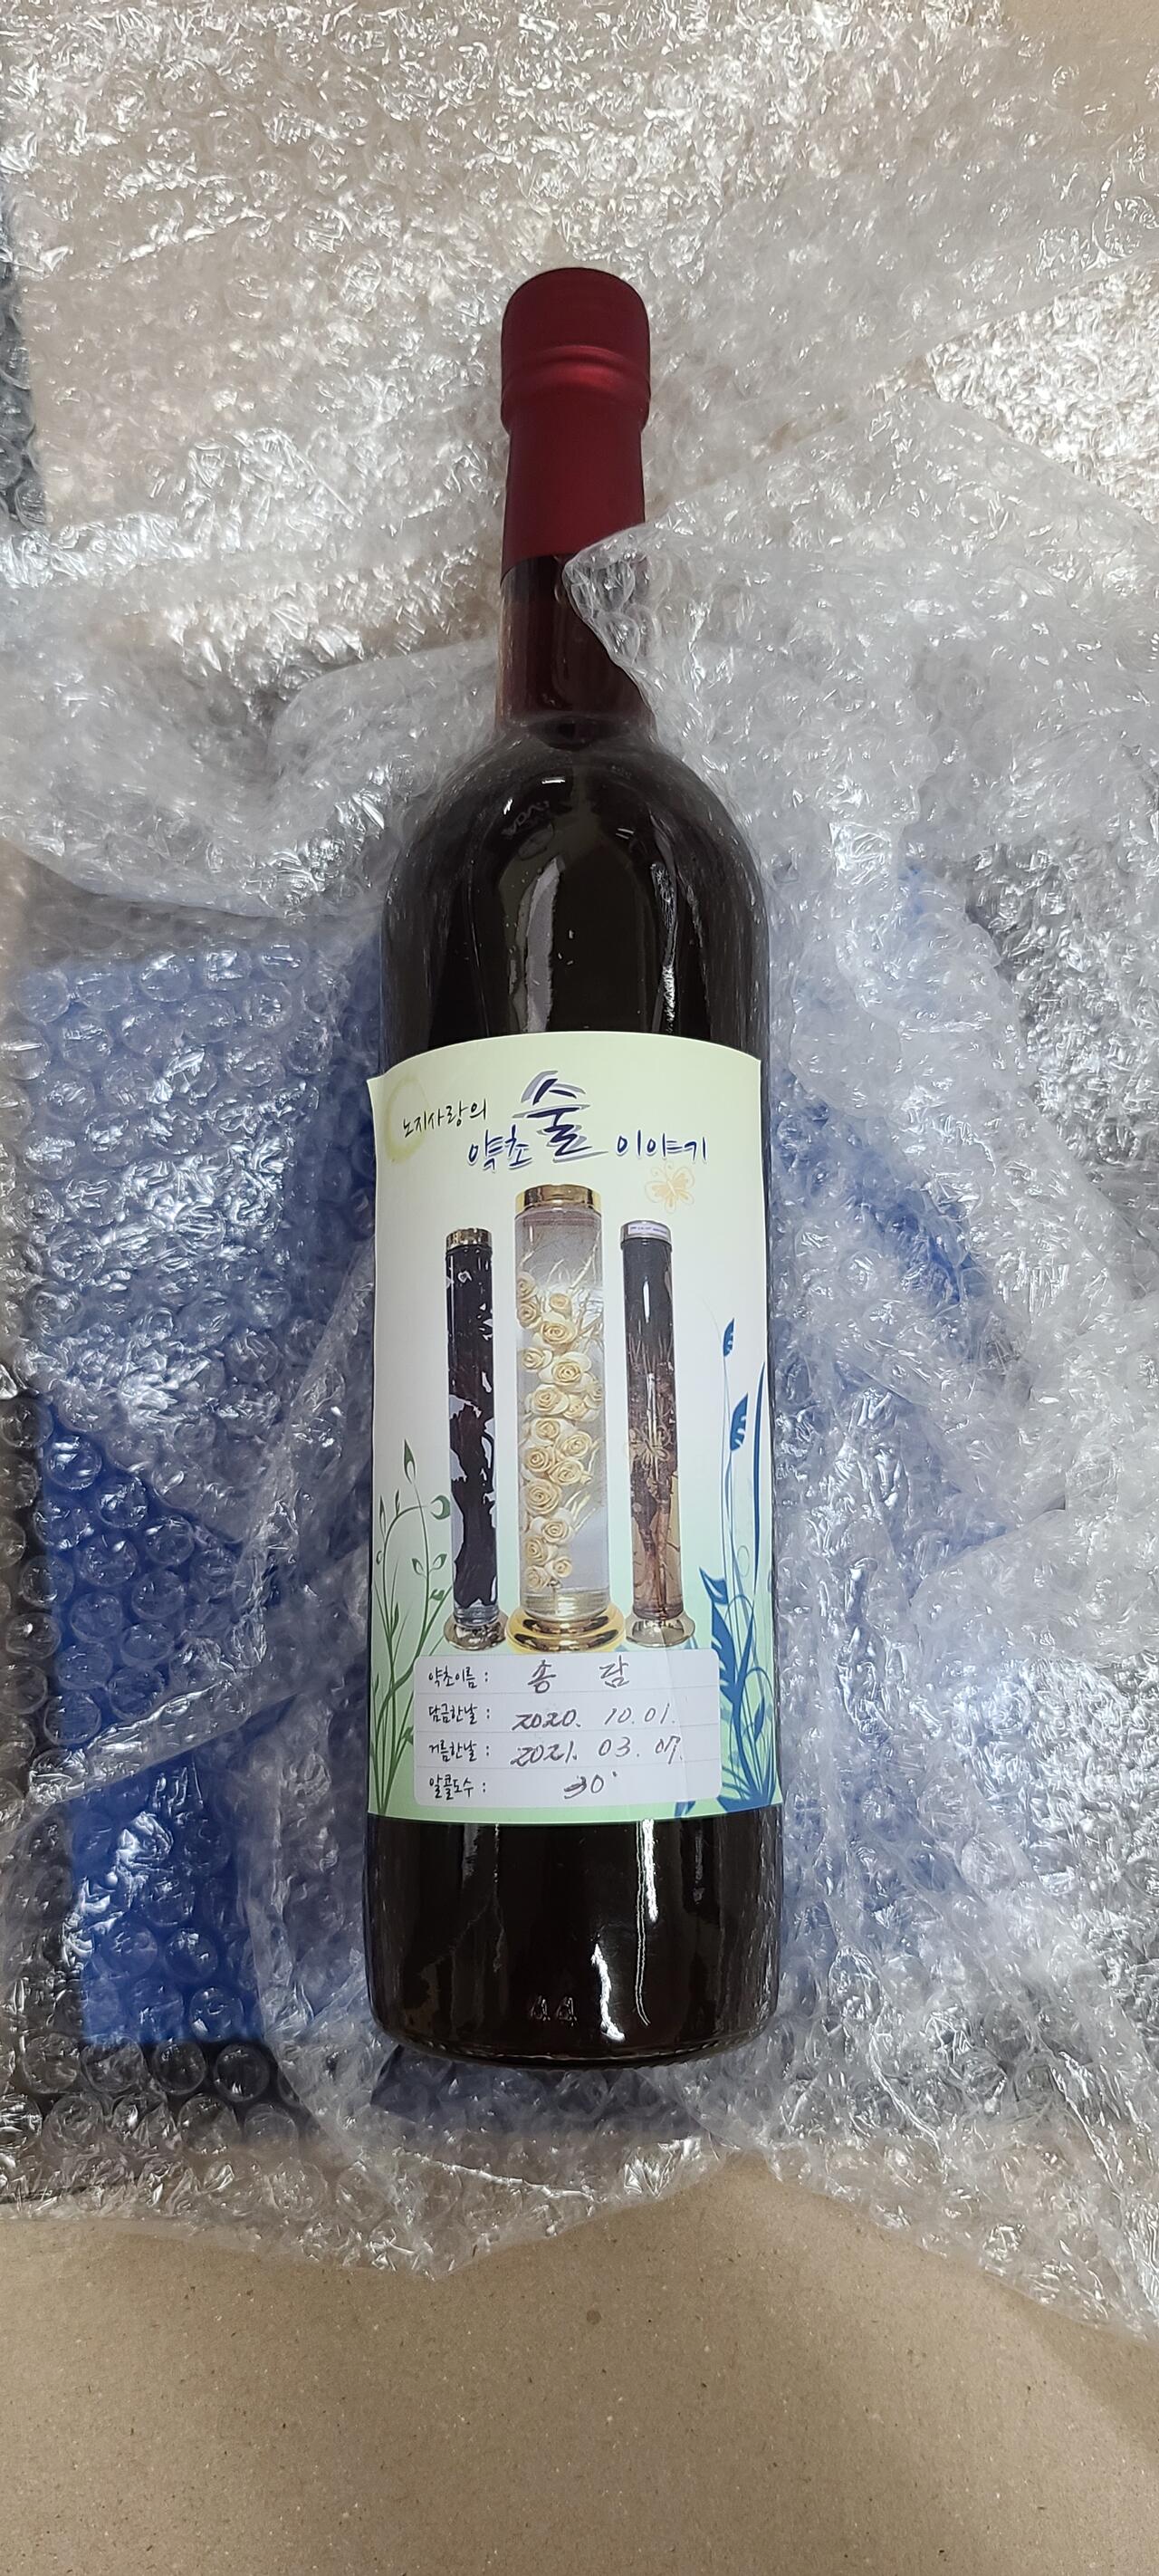 노지사랑의
약초 술 이야기
약초이름 : 송 담
담금한날 : 2020. 10. 01.
거름한날 : 2021. 03. 07.
알콜도수 : 30°